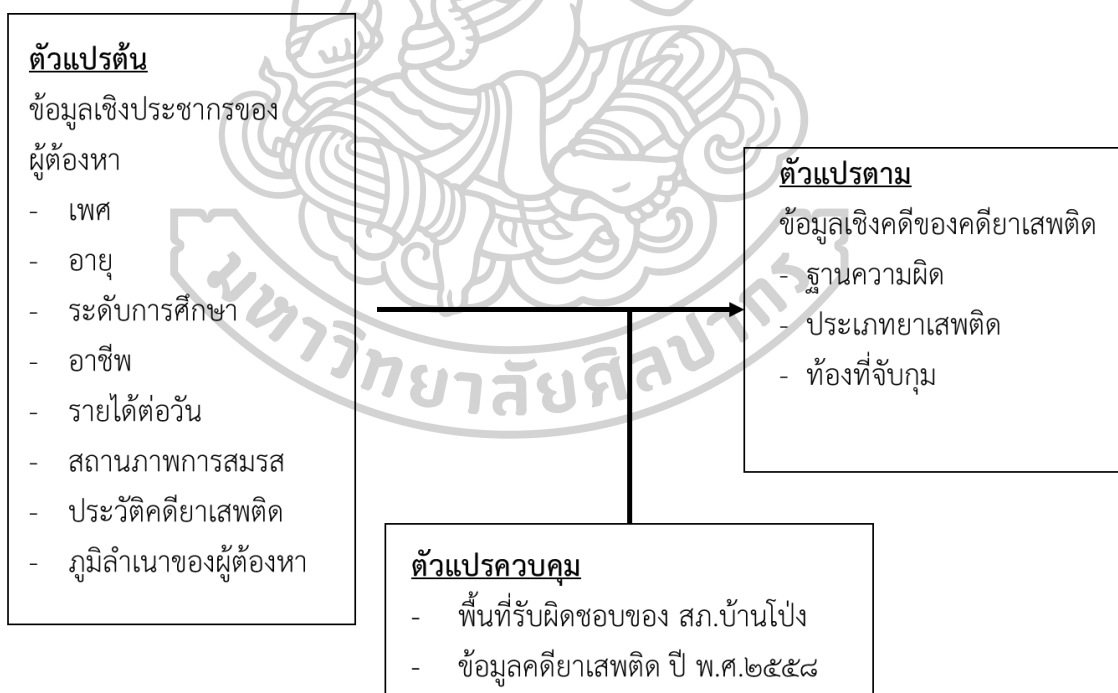 ตัวแปรต้น
ข้อมูลเชิงประชากรของ
ผู้ต้องหา
- เพศ
- อายุ
- ระดับการศึกษา
- อาชีพ
- รายได้ต่อวัน
- สถานภาพการสมรส
- ประวัติคดียาเสพติด
- ภูมิลำเนาของผู้ต้องหา
ตัวแปรตาม
ข้อมูลเชิงคดีของคดียาเสพติด
- ฐานความผิด
- ประเภทยาเสพติด
- ท้องที่จับกุม
ตัวแปรควบคุม
- พื้นที่รับผิดชอบของ สภ.บ้านโป่ง
- ข้อมูลคดียาเสพติด ปี พ.ศ.๒๕๕๘
มหาวิทยาลัยศิลปากร